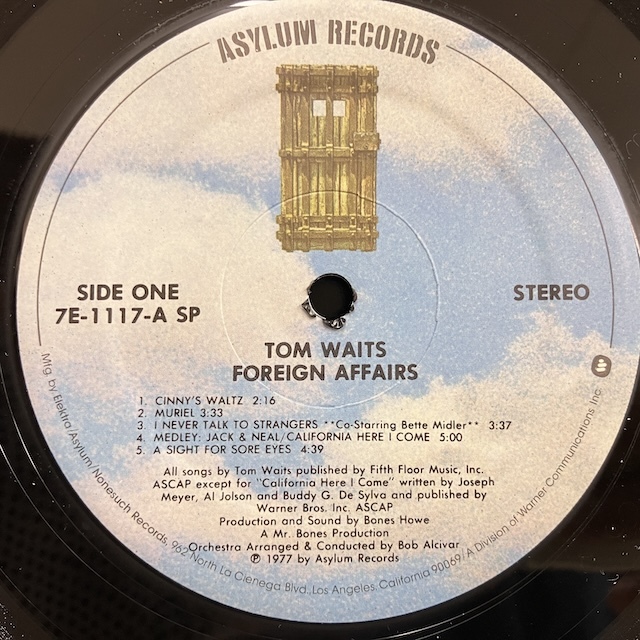 ASYLUM RECORDS
SIDE ONE
7E-1117-A SP
STEREO
TOM WAITS
FOREIGN AFFAIRS
1. CINNY'S WALTZ 2:16
2. MURIEL 3:33
3. I NEVER TALK TO STRANGERS **Co-Starring Bette Midler** 3:37
4. MEDLEY: JACK & NEAL/CALIFORNIA HERE I COME 5:00
5. A SIGHT FOR SORE EYES 4:39
All songs by Tom Waits published by Fifth Floor Music, Inc.
ASCAP except for "California Here I Come" written by Joseph
Meyer, Al Jolson and Buddy G. De Sylva and published by
Warner Bros. Inc. ASCAP
Production and Sound by Bones Howe
A Mr. Bones Production
Orchestra Arranged & Conducted by Bob Alcivar
℗ 1977 by Asylum Records
Mfg. by Elektra/Asylum/Nonesuch Records, 962 North La Cienega Blvd., Los Angeles, California 90069/A Division of Warner Communications Inc.